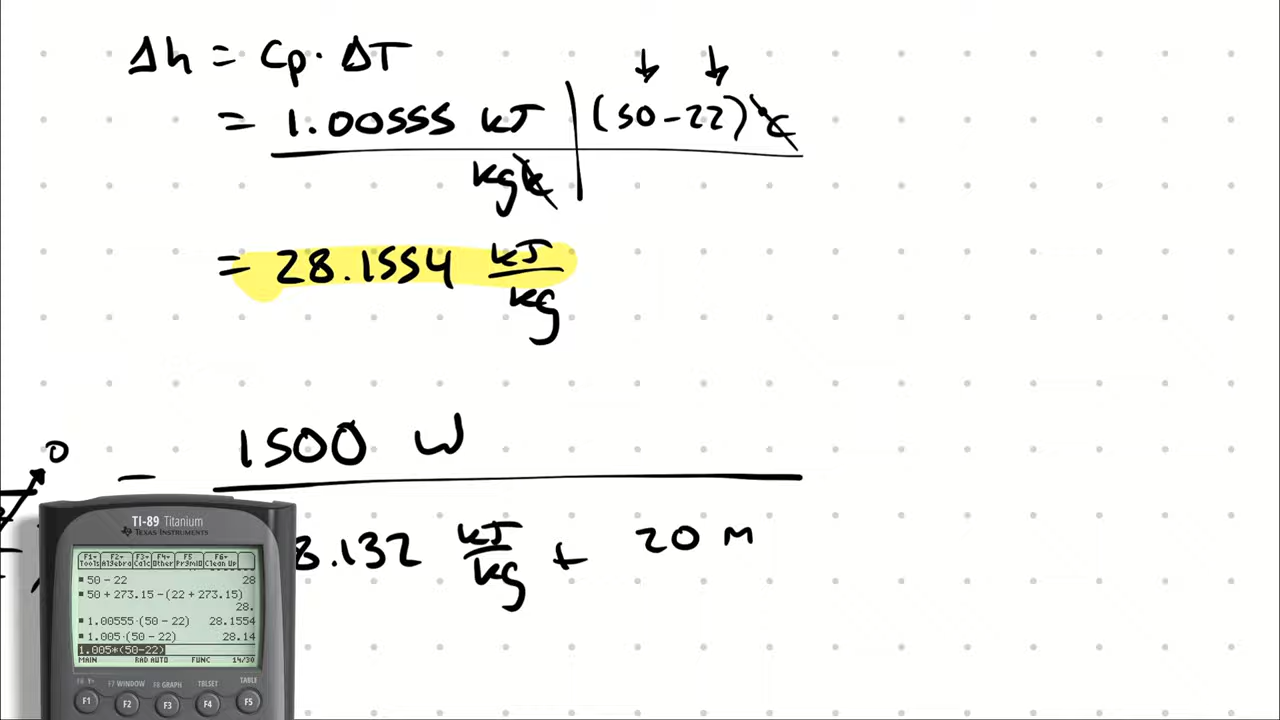 Δh = Cp · ΔT
= 1.00555 kJ | (50 - 22) °C
kg°C
= 28.1554 kJ/kg
1500 W
8.132 kJ/kg + 20 m
TI-89 Titanium
TEXAS INSTRUMENTS
F1 Tools F2 Algebra F3 Calc F4 Other F5 PrgmIO F6 Clean Up
50 - 22 28
50 + 273.15 - (22 + 273.15)
28.
1.00555·(50 - 22) 28.1554
1.005·(50 - 22) 28.14
1.005*(50-22)
MAIN RAD AUTO FUNC 14/30
F6 Y= F7 WINDOW F8 GRAPH TBLSET TABLE
F1 F2 F3 F4 F5